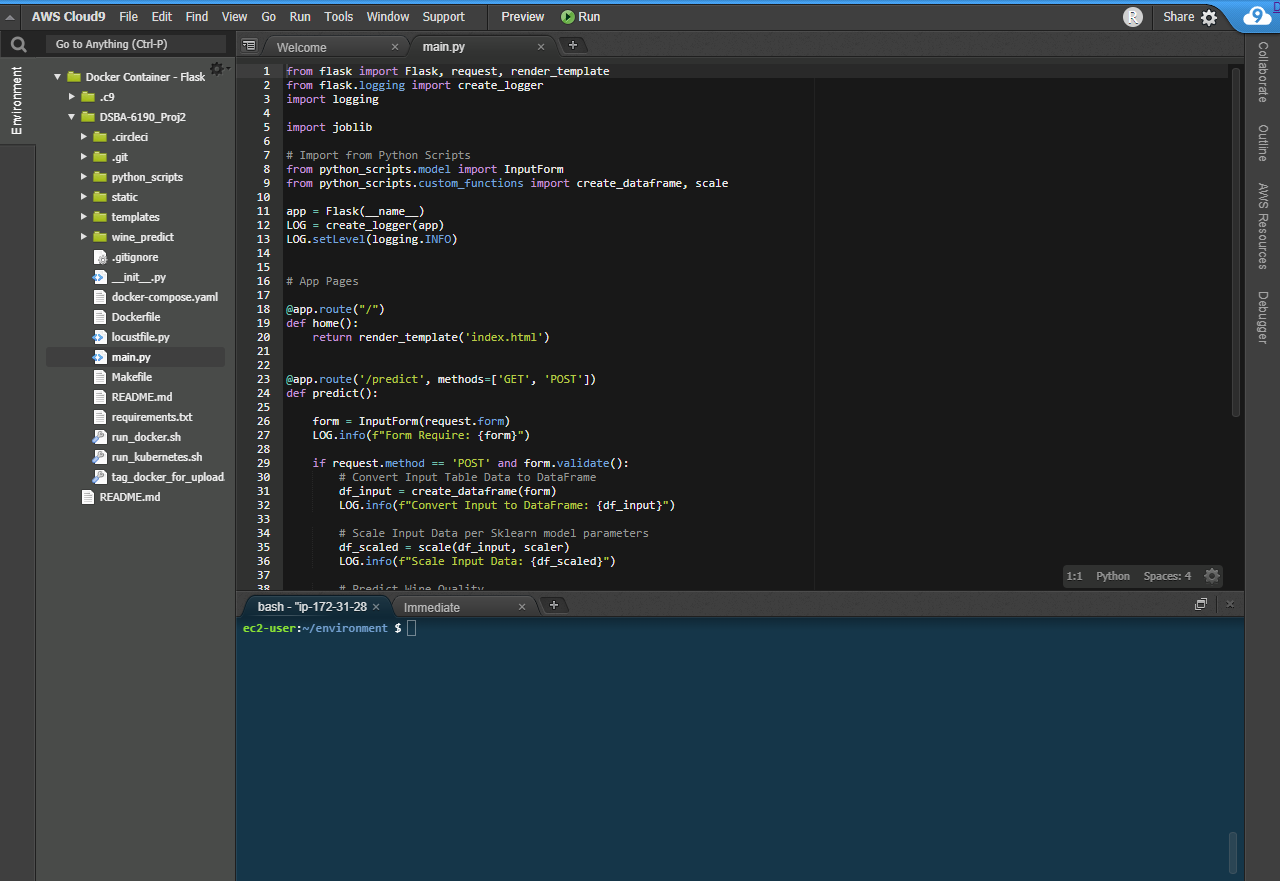 AWS Cloud9 File Edit Find View Go Run Tools Window Support Preview Run R Share 9
Go to Anything (Ctrl-P)
Welcome
main.py
Environment
Docker Container - Flask
.c9
DSBA-6190_Proj2
.circleci
.git
python_scripts
static
templates
wine_predict
.gitignore
__init__.py
docker-compose.yaml
Dockerfile
locustfile.py
main.py
Makefile
README.md
requirements.txt
run_docker.sh
run_kubernetes.sh
tag_docker_for_upload.
README.md
1 from flask import Flask, request, render_template
2 from flask.logging import create_logger
3 import logging
4
5 import joblib
6
7 # Import from Python Scripts
8 from python_scripts.model import InputForm
9 from python_scripts.custom_functions import create_dataframe, scale
10
11 app = Flask(__name__)
12 LOG = create_logger(app)
13 LOG.setLevel(logging.INFO)
14
15
16 # App Pages
17
18 @app.route("/")
19 def home():
20     return render_template('index.html')
21
22
23 @app.route('/predict', methods=['GET', 'POST'])
24 def predict():
25
26     form = InputForm(request.form)
27     LOG.info(f"Form Require: {form}")
28
29     if request.method == 'POST' and form.validate():
30         # Convert Input Table Data to DataFrame
31         df_input = create_dataframe(form)
32         LOG.info(f"Convert Input to DataFrame: {df_input}")
33
34         # Scale Input Data per Sklearn model parameters
35         df_scaled = scale(df_input, scaler)
36         LOG.info(f"Scale Input Data: {df_scaled}")
37
38         # Predict Wine Quality
1:1 Python Spaces: 4
bash - "ip-172-31-28
Immediate
ec2-user:~/environment $
Collaborate
Outline
AWS Resources
Debugger